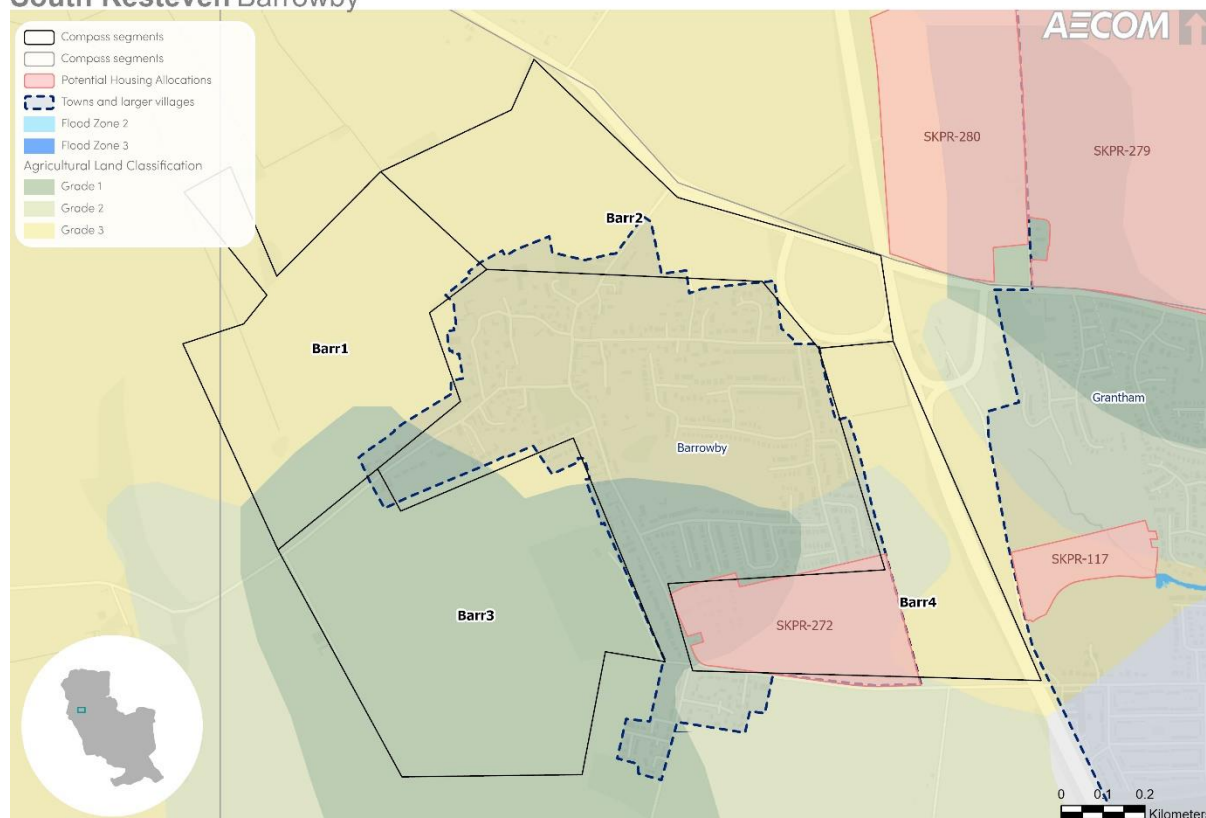 South Kesteven Barrowby
AECOM
Compass segments
Compass segments
Potential Housing Allocations
Towns and larger villages
Flood Zone 2
Flood Zone 3
Agricultural Land Classification
Grade 1
Grade 2
Grade 3
SKPR-280
SKPR-279
Barr2
Barr1
Grantham
Barrowby
SKPR-117
Barr4
Barr3
SKPR-272
0 0.1 0.2
Kilometers